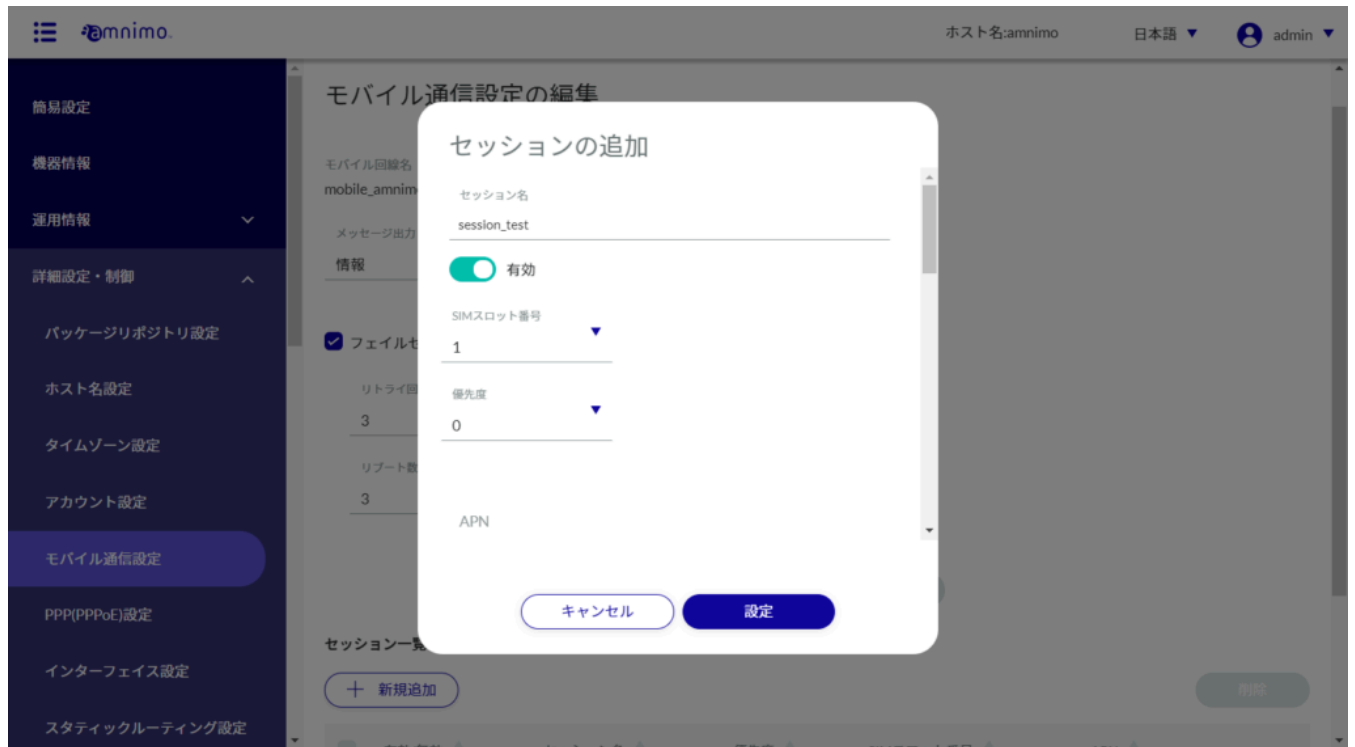 amnimo
ホスト名:amnimo
日本語
admin
簡易設定
機器情報
運用情報
詳細設定・制御
パッケージリポジトリ設定
ホスト名設定
タイムゾーン設定
アカウント設定
モバイル通信設定
PPP(PPPoE)設定
インターフェイス設定
スタティックルーティング設定
モバイル通信設定の編集
モバイル回線名
mobile_amnim
メッセージ出力
情報
フェイルセ
リトライ回
3
リブート数
3
セッションの追加
セッション名
session_test
有効
SIMスロット番号
1
優先度
0
APN
キャンセル
設定
セッション一覧
新規追加
削除